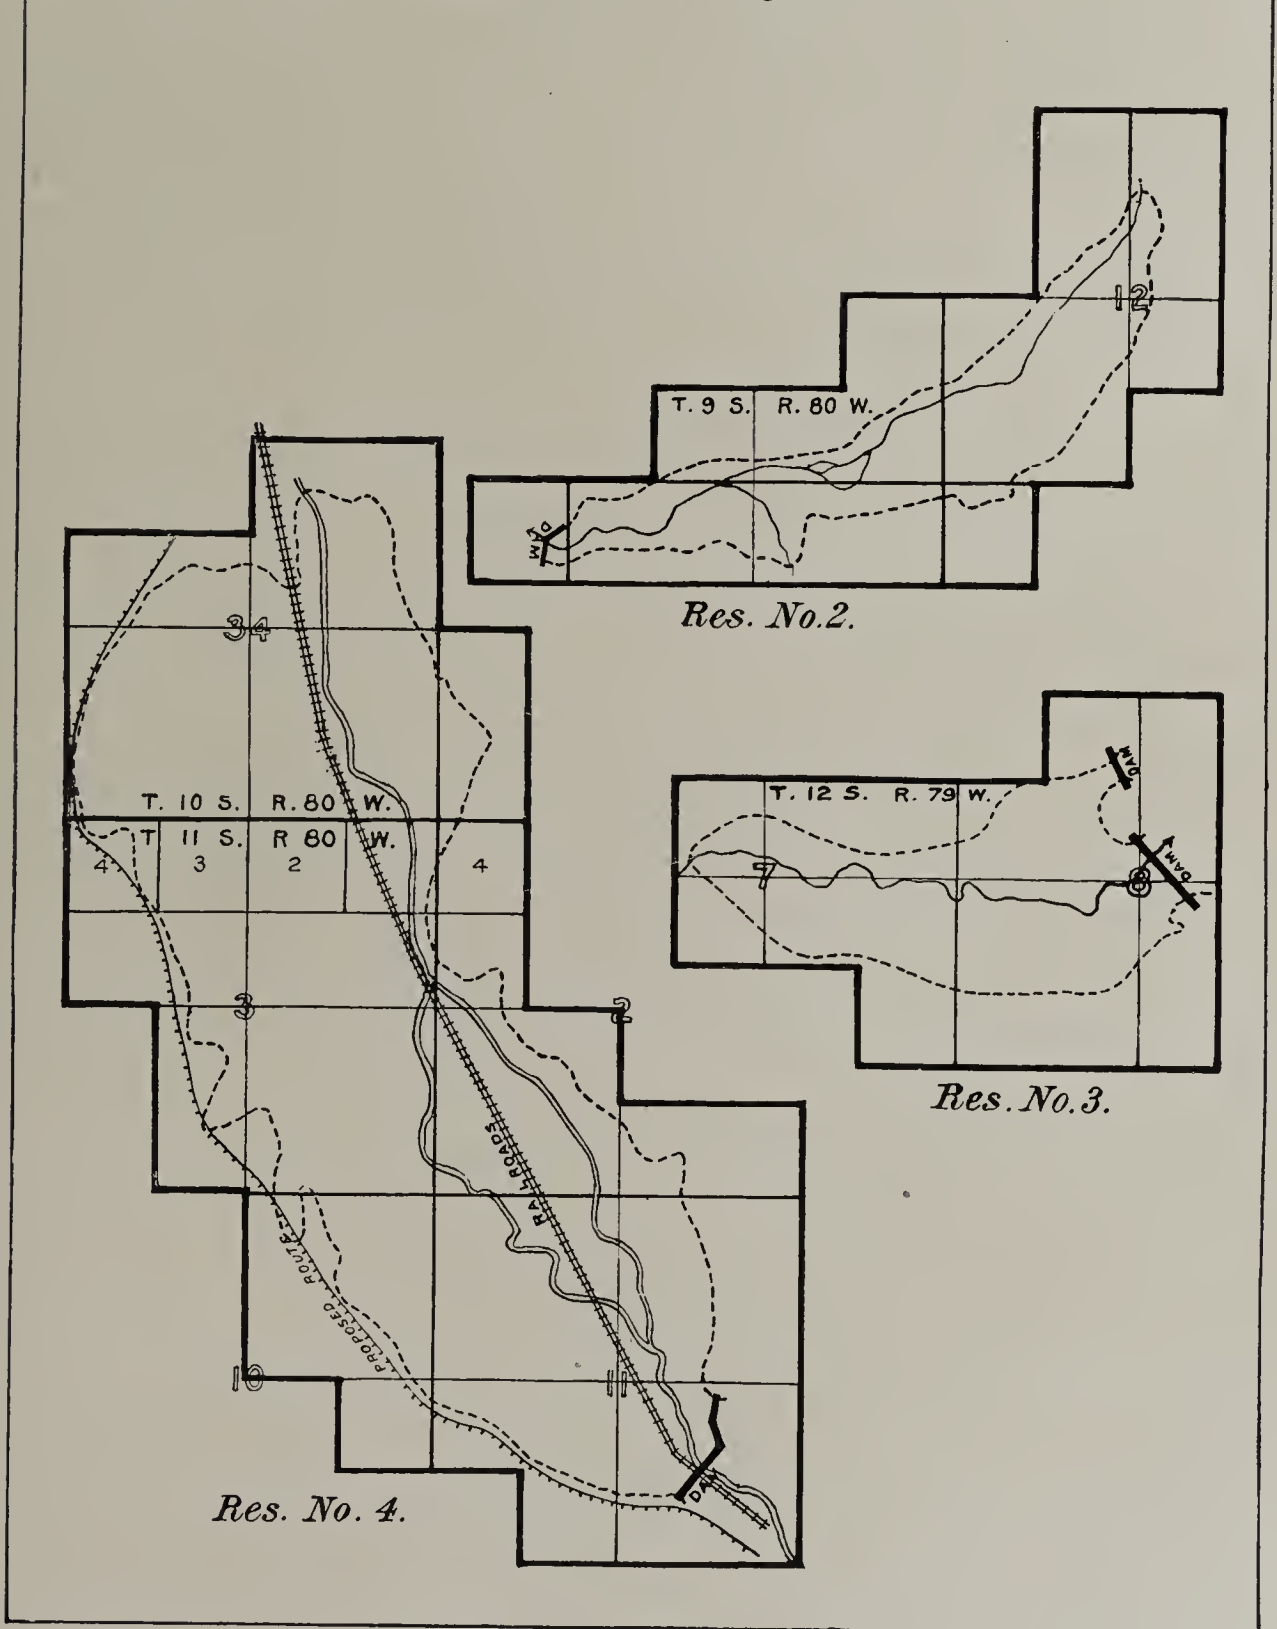 12
T. 9 S. R. 80 W.
DAM
Res. No. 2.
34
T. 10 S. R. 80 W.
T 11 S. R 80 W.
4 3 2 4
3 2
RAILROADS
PROPOSED ROUTE
10 11
DAM
Res. No. 4.
DAM
T. 12 S. R. 79 W.
7 8
DAM
Res. No. 3.